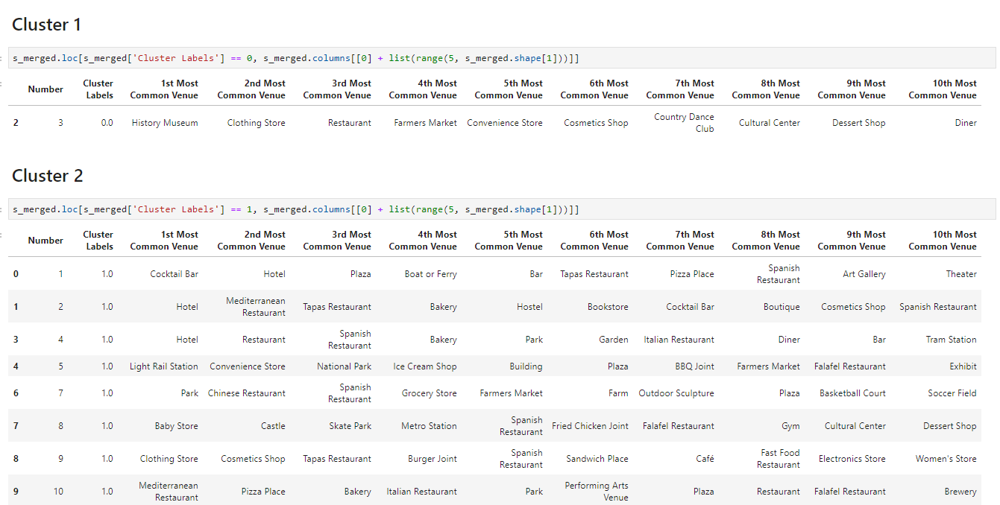 Cluster 1
s_merged.loc[s_merged['Cluster Labels'] == 0, s_merged.columns[[0] + list(range(5, s_merged.shape[1]))]]
Number Cluster Labels 1st Most Common Venue 2nd Most Common Venue 3rd Most Common Venue 4th Most Common Venue 5th Most Common Venue 6th Most Common Venue 7th Most Common Venue 8th Most Common Venue 9th Most Common Venue 10th Most Common Venue
2 3 0.0 History Museum Clothing Store Restaurant Farmers Market Convenience Store Cosmetics Shop Country Dance Club Cultural Center Dessert Shop Diner
Cluster 2
s_merged.loc[s_merged['Cluster Labels'] == 1, s_merged.columns[[0] + list(range(5, s_merged.shape[1]))]]
Number Cluster Labels 1st Most Common Venue 2nd Most Common Venue 3rd Most Common Venue 4th Most Common Venue 5th Most Common Venue 6th Most Common Venue 7th Most Common Venue 8th Most Common Venue 9th Most Common Venue 10th Most Common Venue
0 1 1.0 Cocktail Bar Hotel Plaza Boat or Ferry Bar Tapas Restaurant Pizza Place Spanish Restaurant Art Gallery Theater
1 2 1.0 Hotel Mediterranean Restaurant Tapas Restaurant Bakery Hostel Bookstore Cocktail Bar Boutique Cosmetics Shop Spanish Restaurant
3 4 1.0 Hotel Restaurant Spanish Restaurant Bakery Park Garden Italian Restaurant Diner Bar Tram Station
4 5 1.0 Light Rail Station Convenience Store National Park Ice Cream Shop Building Plaza BBQ Joint Farmers Market Falafel Restaurant Exhibit
6 7 1.0 Park Chinese Restaurant Spanish Restaurant Grocery Store Farmers Market Farm Outdoor Sculpture Plaza Basketball Court Soccer Field
7 8 1.0 Baby Store Castle Skate Park Metro Station Spanish Restaurant Fried Chicken Joint Falafel Restaurant Gym Cultural Center Dessert Shop
8 9 1.0 Clothing Store Cosmetics Shop Tapas Restaurant Burger Joint Spanish Restaurant Sandwich Place Café Fast Food Restaurant Electronics Store Women's Store
9 10 1.0 Mediterranean Restaurant Pizza Place Bakery Italian Restaurant Park Performing Arts Venue Plaza Restaurant Falafel Restaurant Brewery